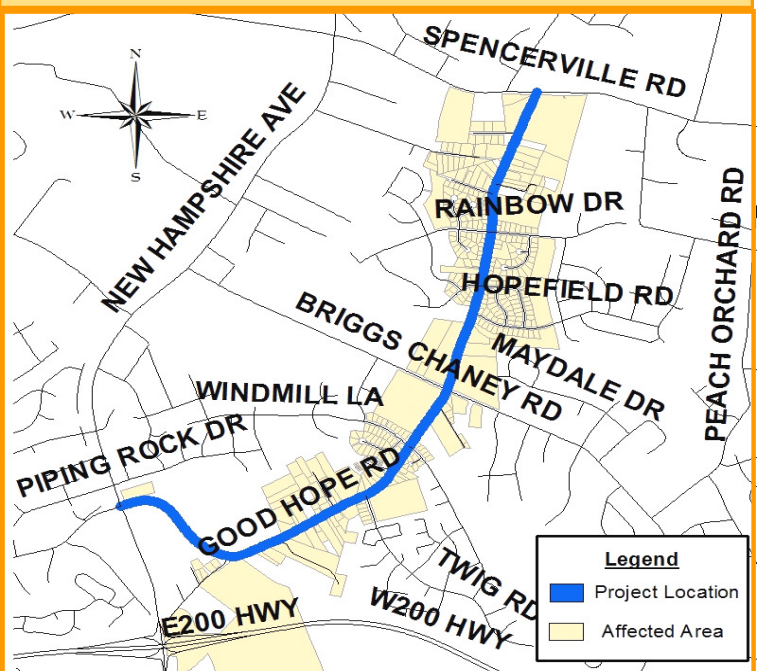 SPENCERVILLE RD
N
W
E
S
NEW HAMPSHIRE AVE
RAINBOW DR
PEACH ORCHARD RD
HOPEFIELD RD
BRIGGS CHANEY RD
MAYDALE DR
WINDMILL LA
PIPING ROCK DR
GOOD HOPE RD
TWIG RD
E200 HWY
W200 HWY
Legend
Project Location
Affected Area